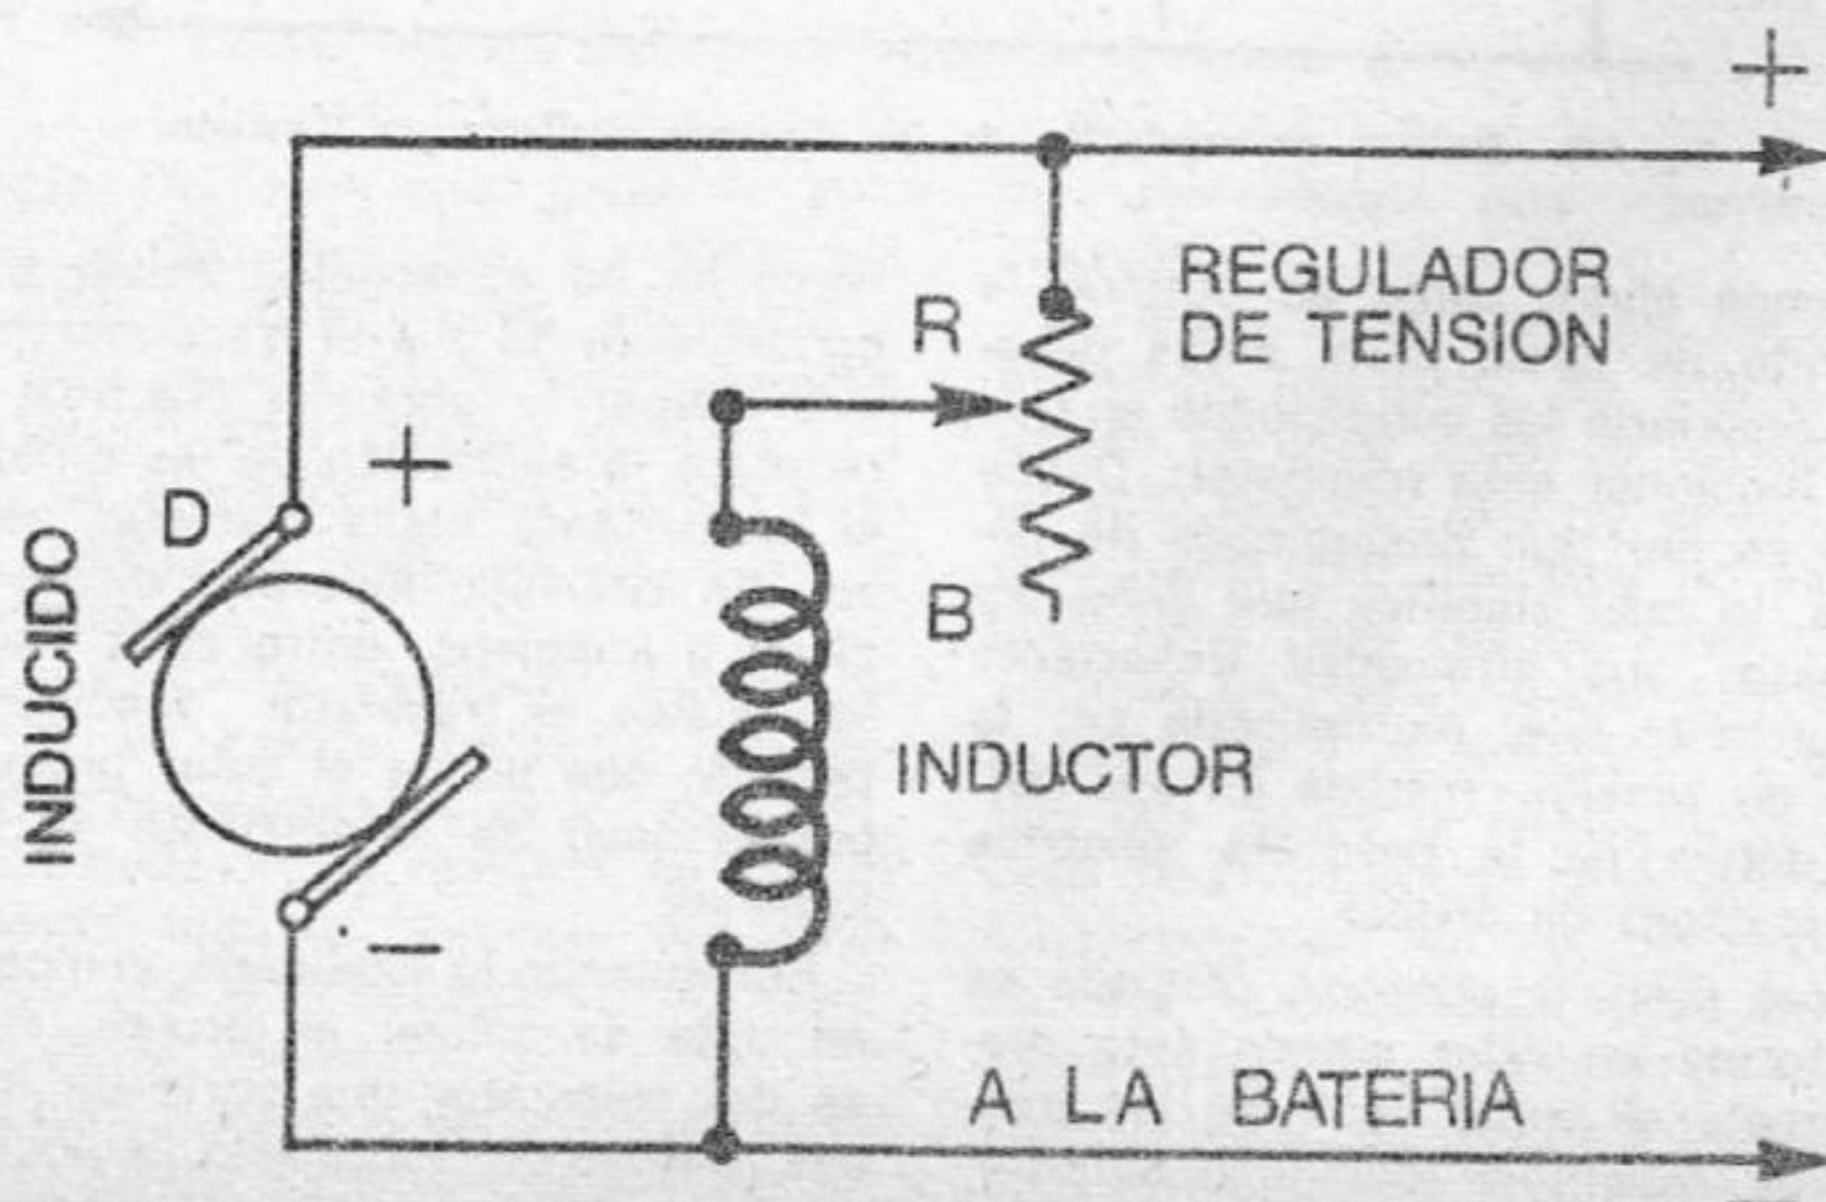 +
REGULADOR
DE TENSION
R
+
D
INDUCIDO
B
INDUCTOR
−
A LA BATERIA